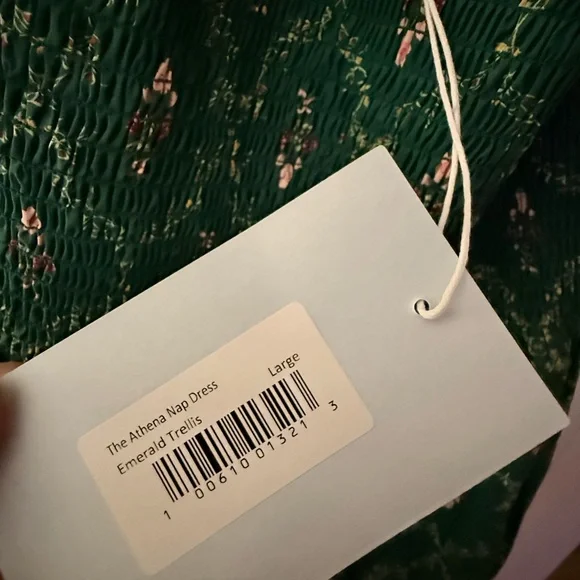 The Athena Nap Dress
Emerald Trellis Large
1 00610 01321 3